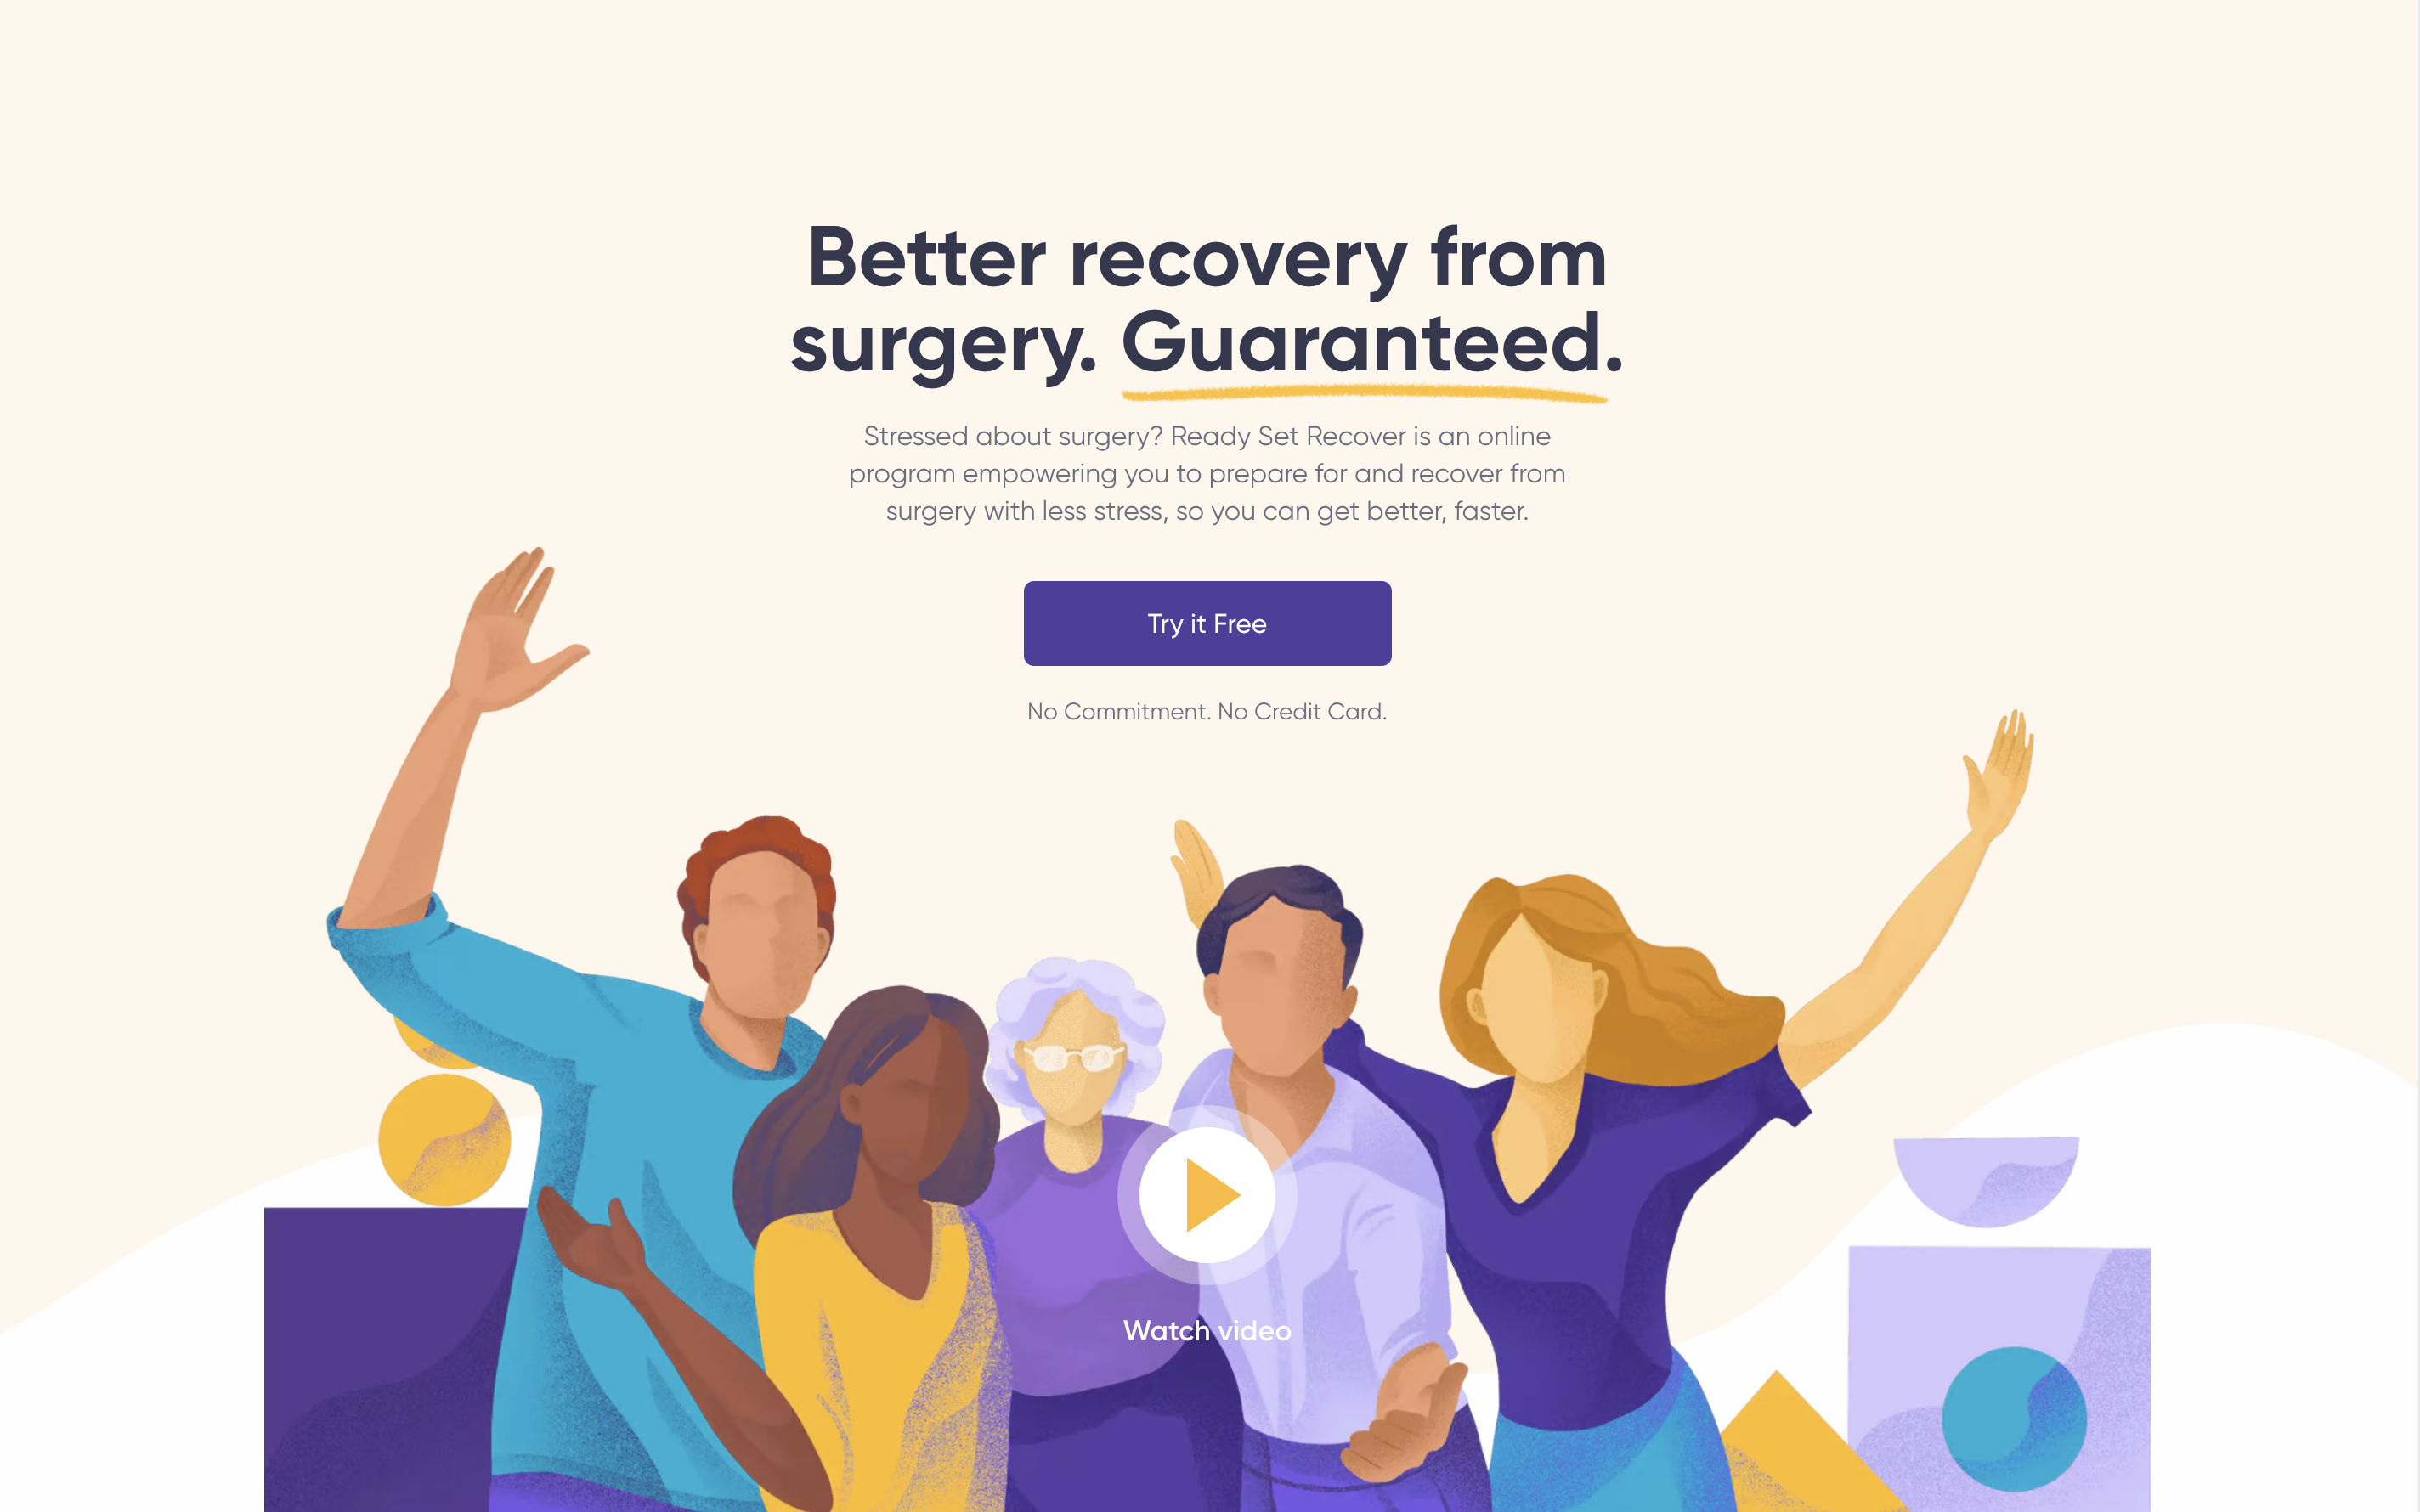 Better recovery from
surgery. Guaranteed.
Stressed about surgery? Ready Set Recover is an online
program empowering you to prepare for and recover from
surgery with less stress, so you can get better, faster.
Try it Free
No Commitment. No Credit Card.
Watch video